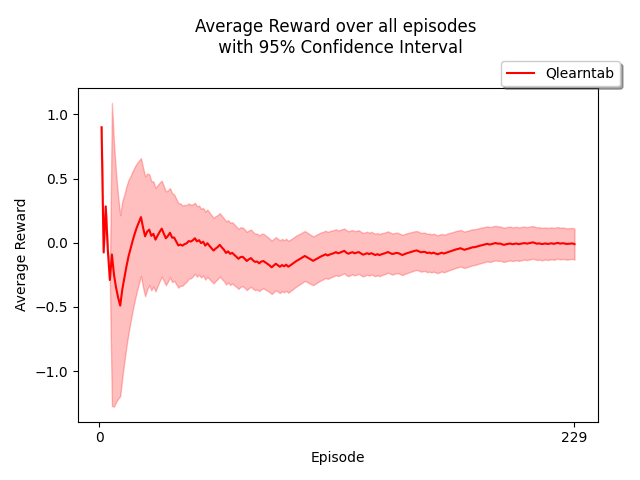 Average Reward over all episodes
with 95% Confidence Interval
Qlearntab
1.0
0.5
0.0
−0.5
−1.0
Average Reward
0
229
Episode